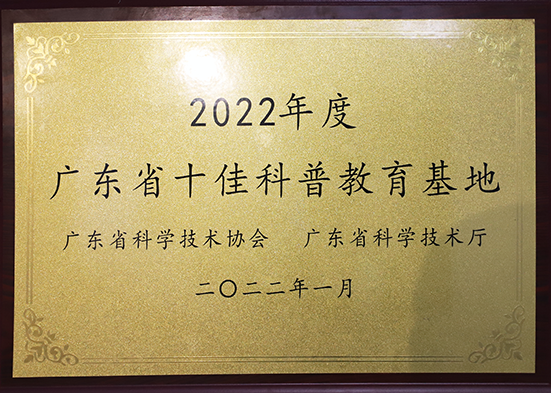 2022年度
广东省十佳科普教育基地
广东省科学技术协会 广东省科学技术厅
二〇二二年一月